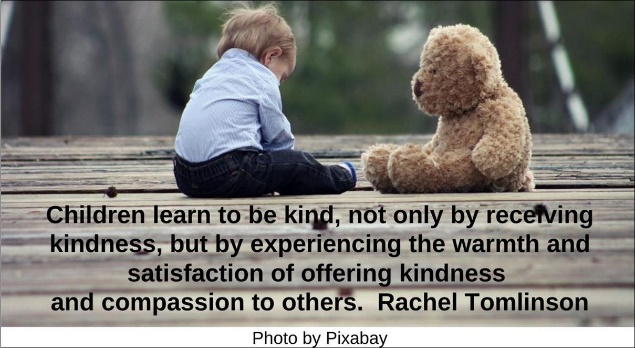 Children learn to be kind, not only by receiving
kindness, but by experiencing the warmth and
satisfaction of offering kindness
and compassion to others.  Rachel Tomlinson
Photo by Pixabay